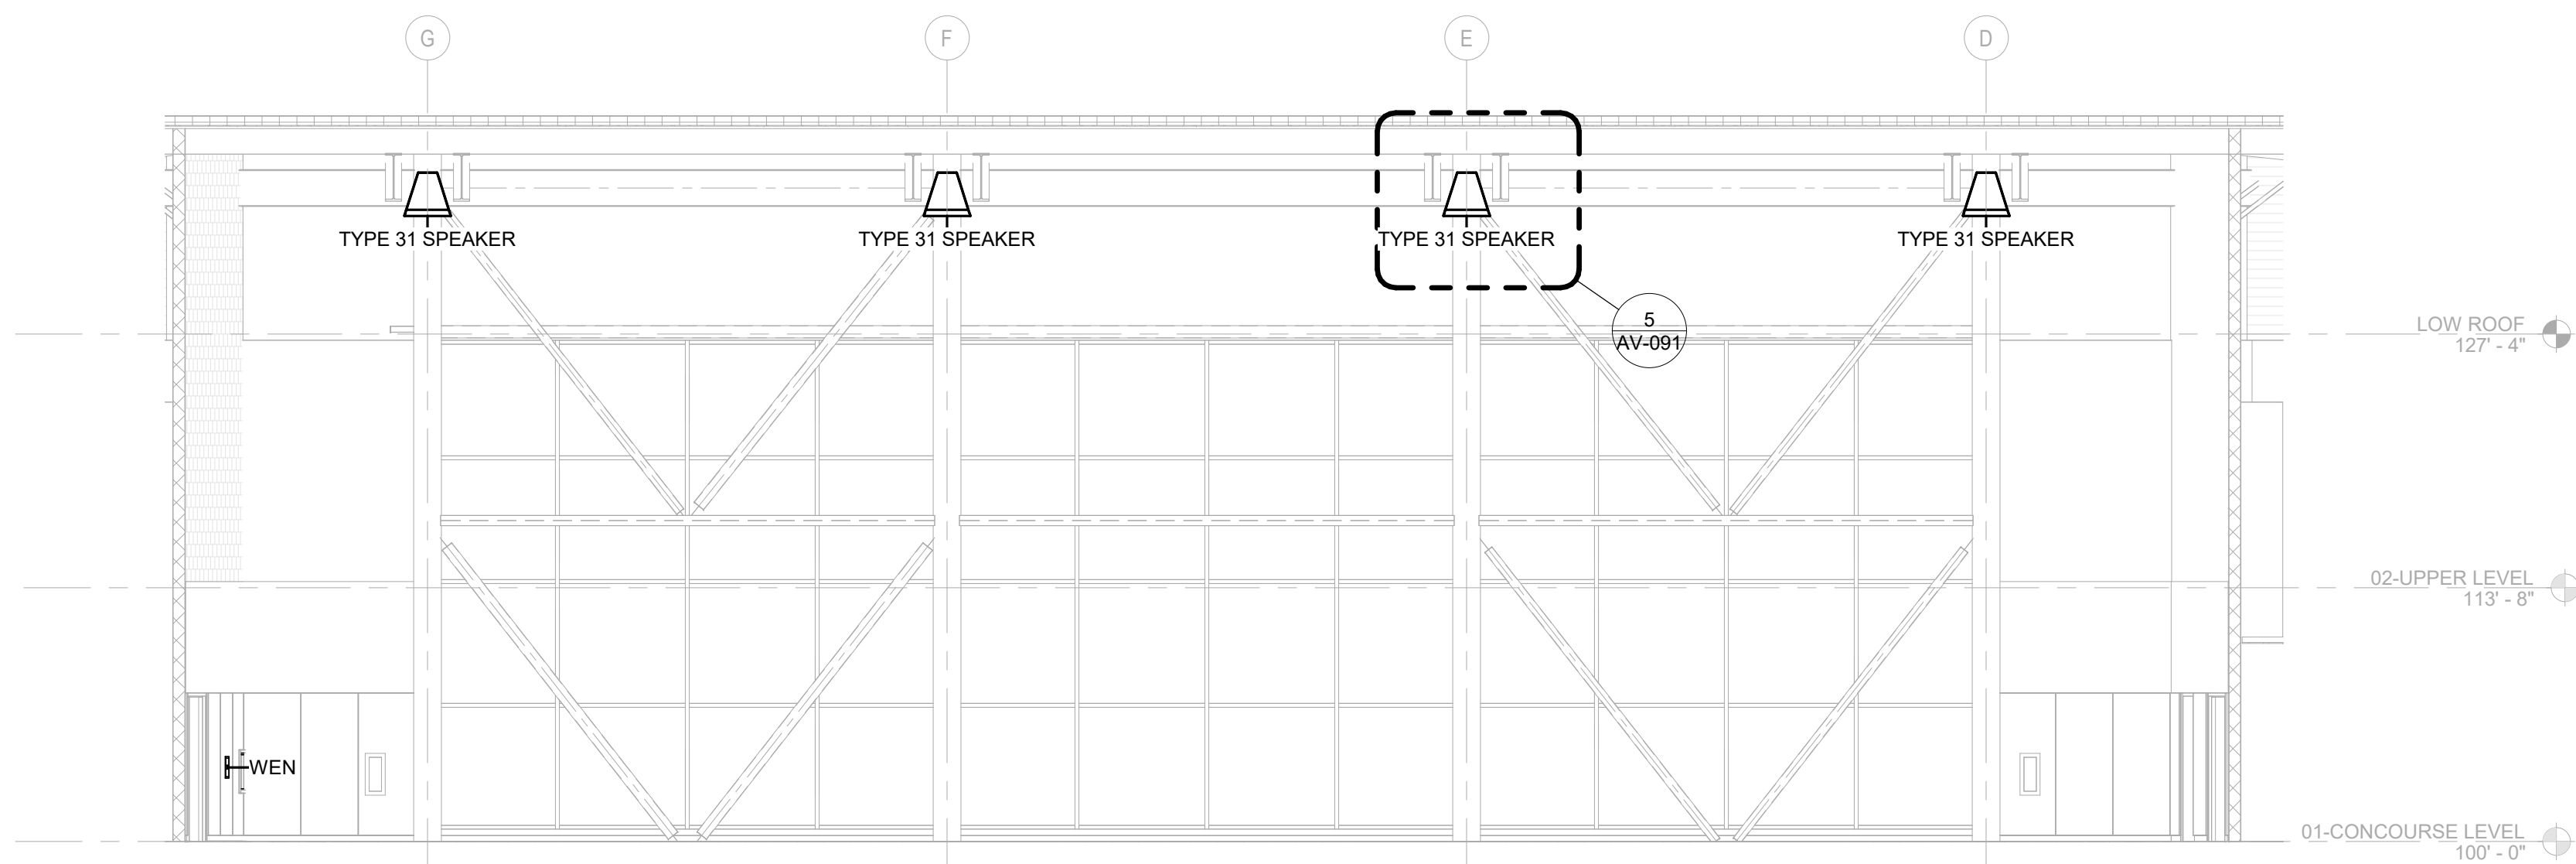 G
F
E
D
TYPE 31 SPEAKER
TYPE 31 SPEAKER
TYPE 31 SPEAKER
TYPE 31 SPEAKER
5
AV-091
LOW ROOF
127' - 4"
02-UPPER LEVEL
113' - 8"
WEN
01-CONCOURSE LEVEL
100' - 0"